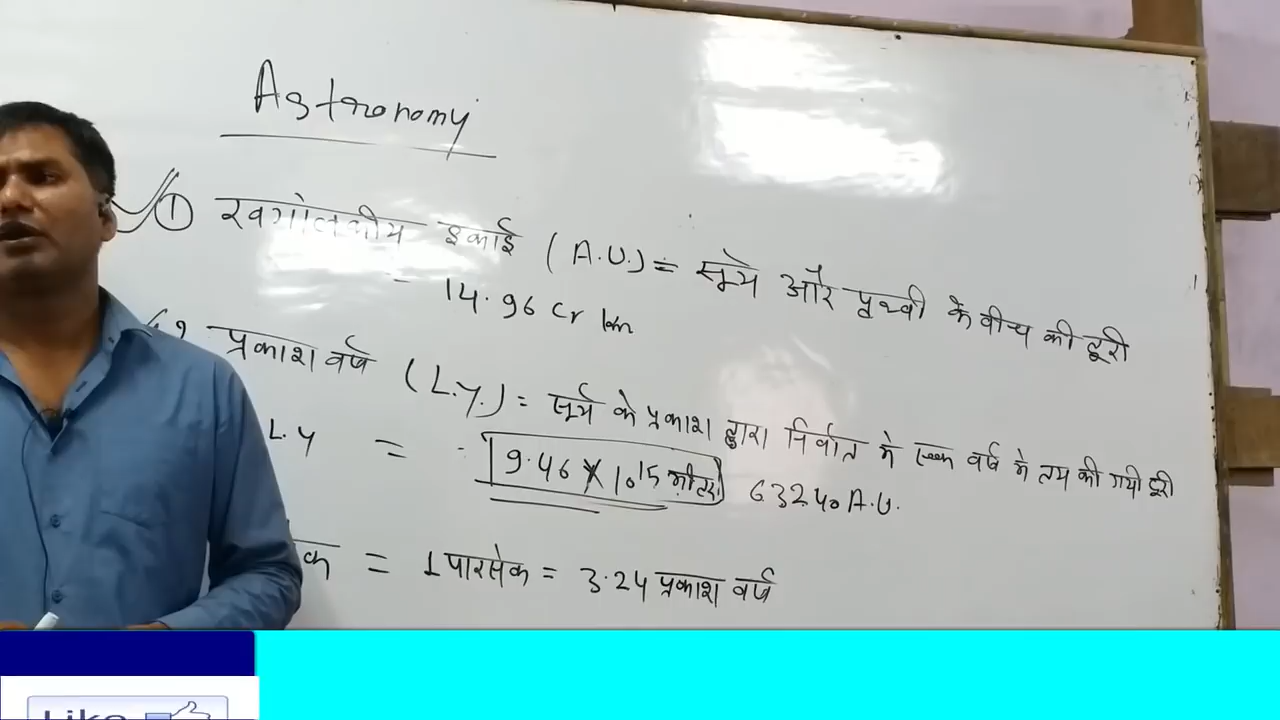 Astronomy
① खगोलकीय इकाई (A.U.) = सूर्य और पृथ्वी के बीच की दूरी
= 14.96 Cr km
प्रकाश वर्ष (L.Y.) = सूर्य के प्रकाश द्वारा निर्वात मे एक वर्ष मे तय की गयी दूरी
L.Y = 9.46 X 10¹⁵ मीटर 63240 A.U.
क = 1 पारसेक = 3.24 प्रकाश वर्ष
Like